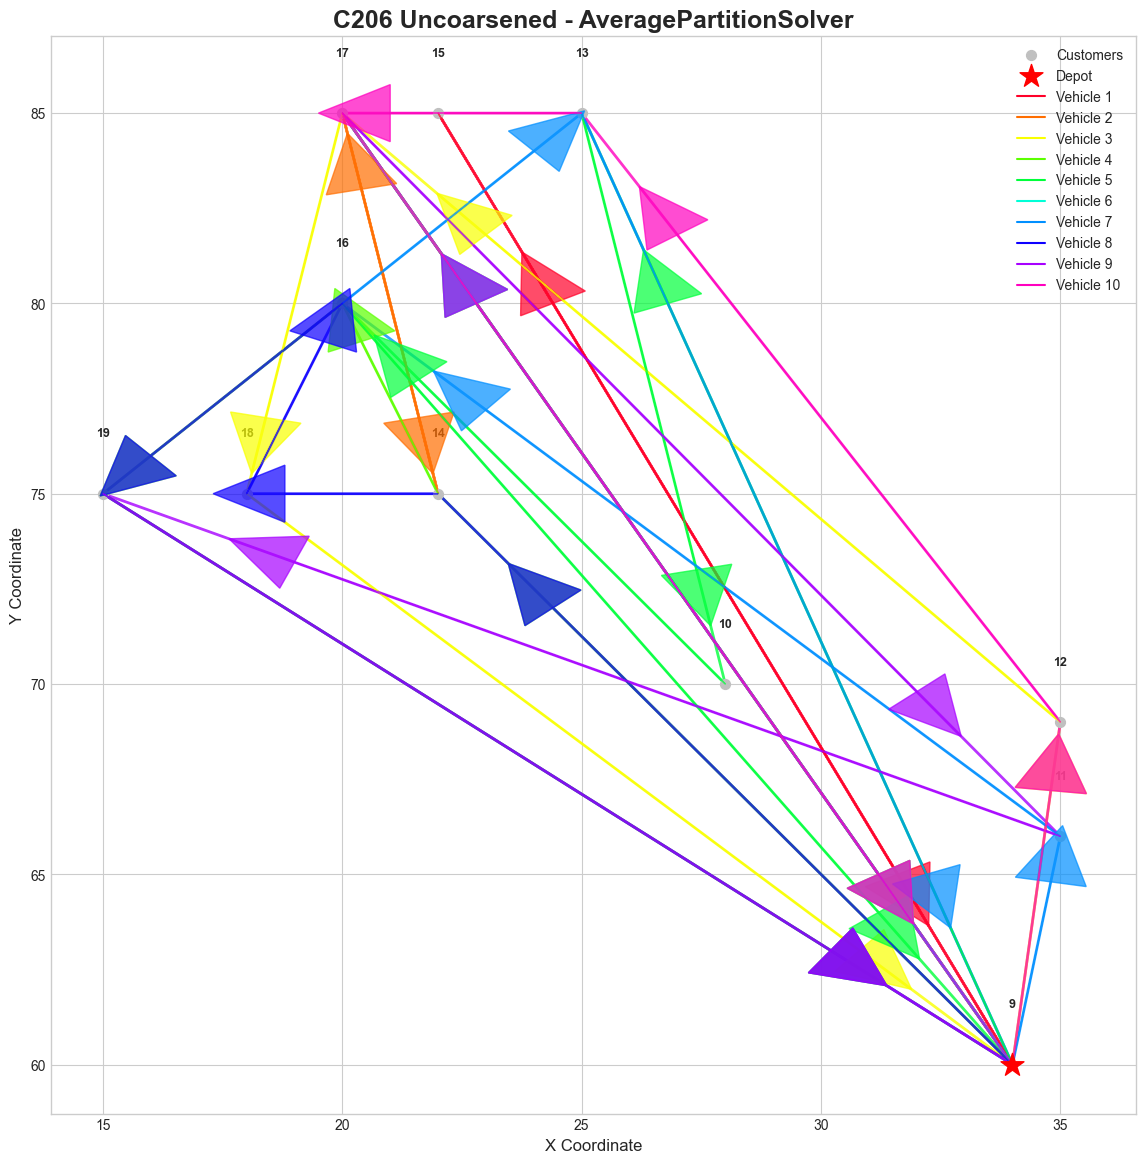 C206 Uncoarsened - AveragePartitionSolver
17
15
13
Customers
Depot
Vehicle 1
Vehicle 2
Vehicle 3
Vehicle 4
Vehicle 5
Vehicle 6
Vehicle 7
Vehicle 8
Vehicle 9
Vehicle 10
85
16
80
19
18
14
75
Y Coordinate
10
12
70
11
65
9
60
15
20
25
30
35
X Coordinate